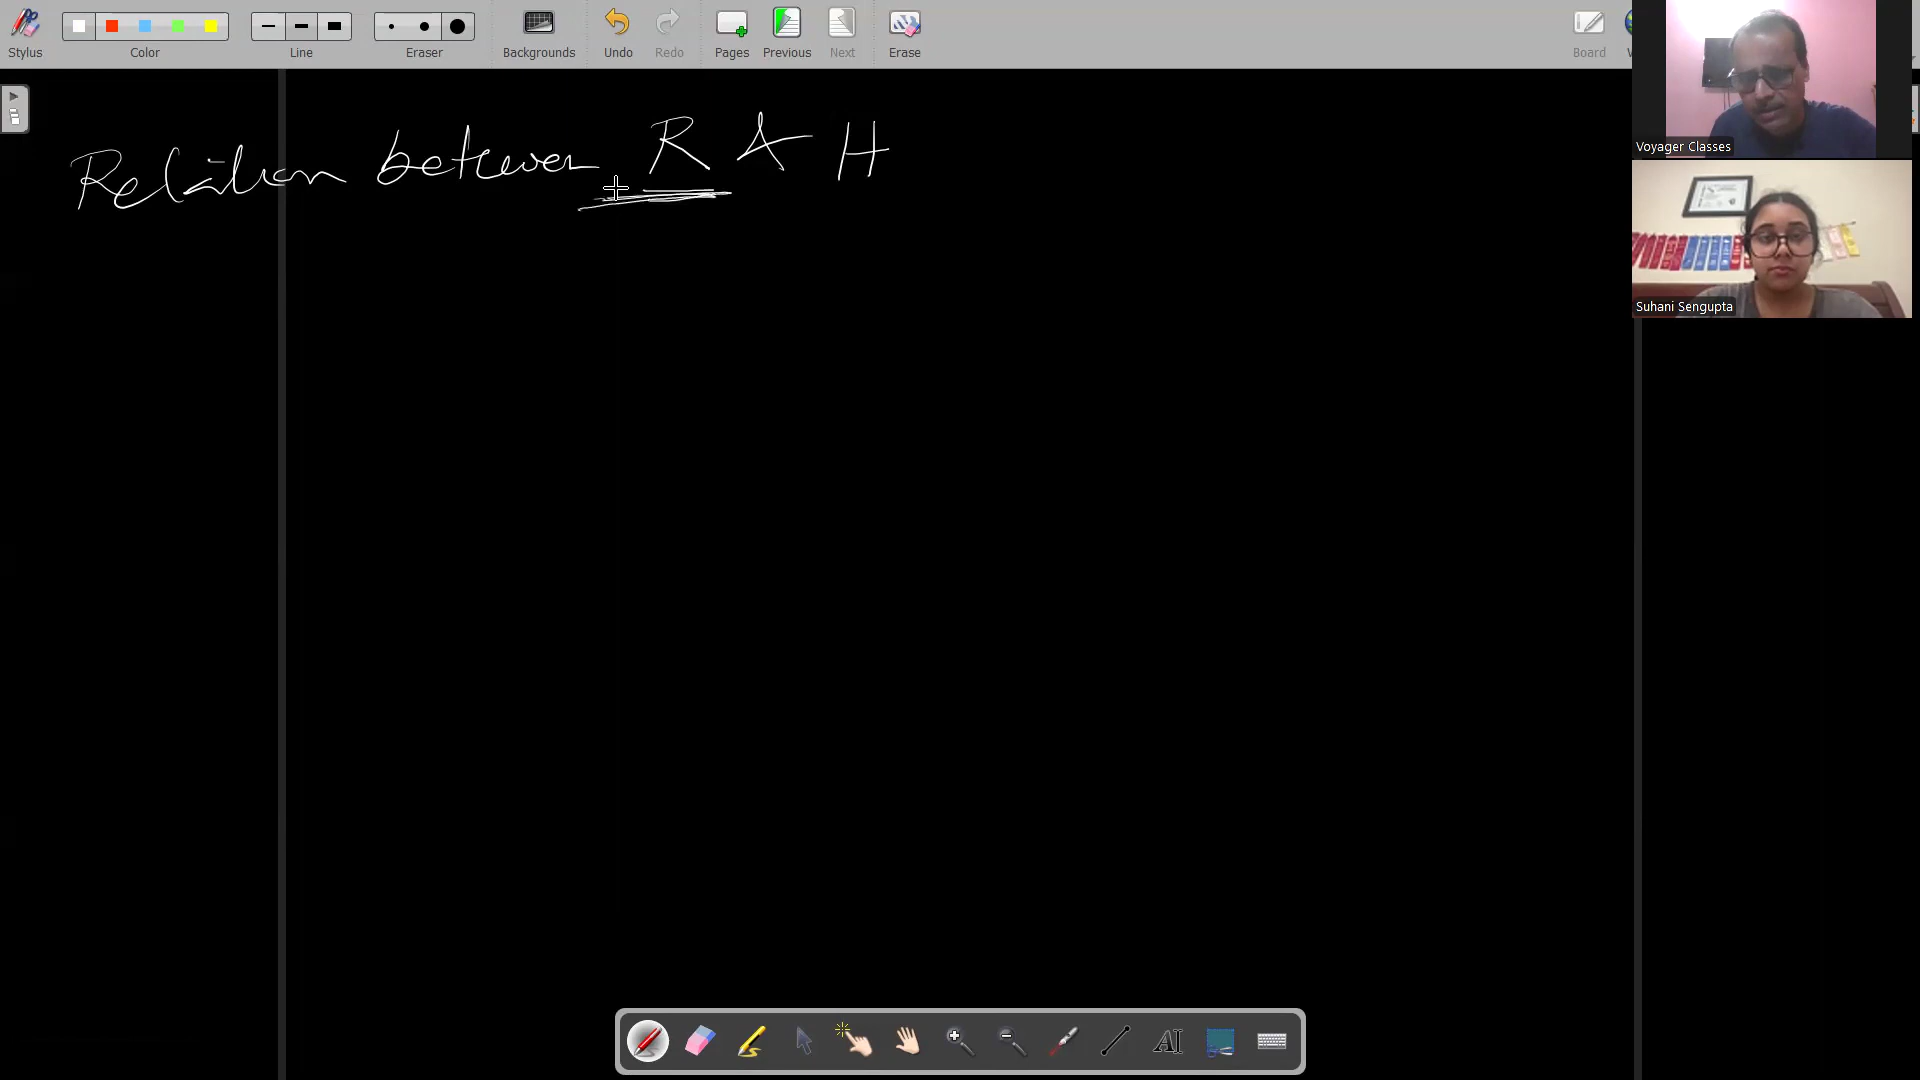 Stylus
Color
Line
Eraser
Backgrounds
Undo
Redo
Pages
Previous
Next
Erase
Board
Voyager Classes
Suhani Sengupta
Relation between R & H